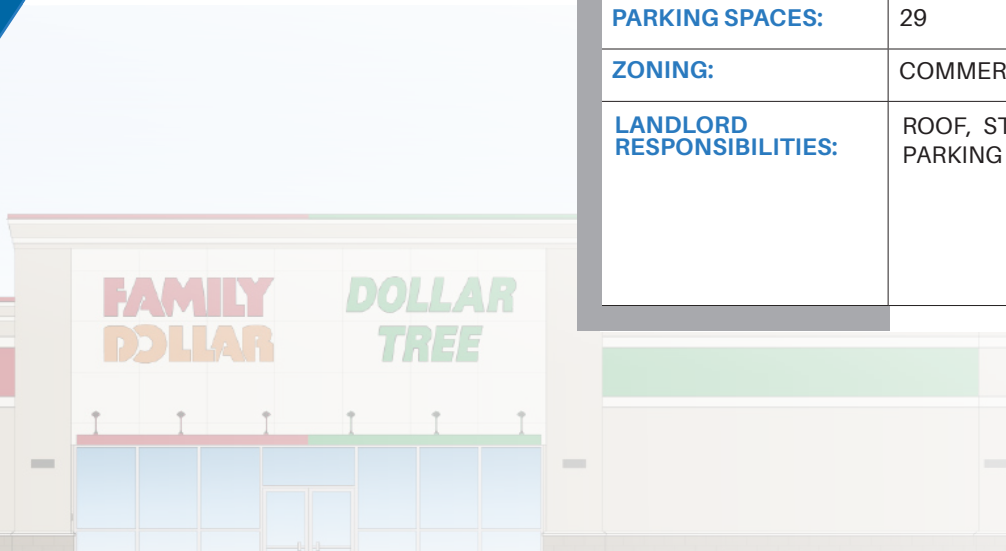 PARKING SPACES: 29
ZONING: COMMER
LANDLORD
RESPONSIBILITIES:
ROOF, ST
PARKING
FAMILY DOLLAR
DOLLAR TREE